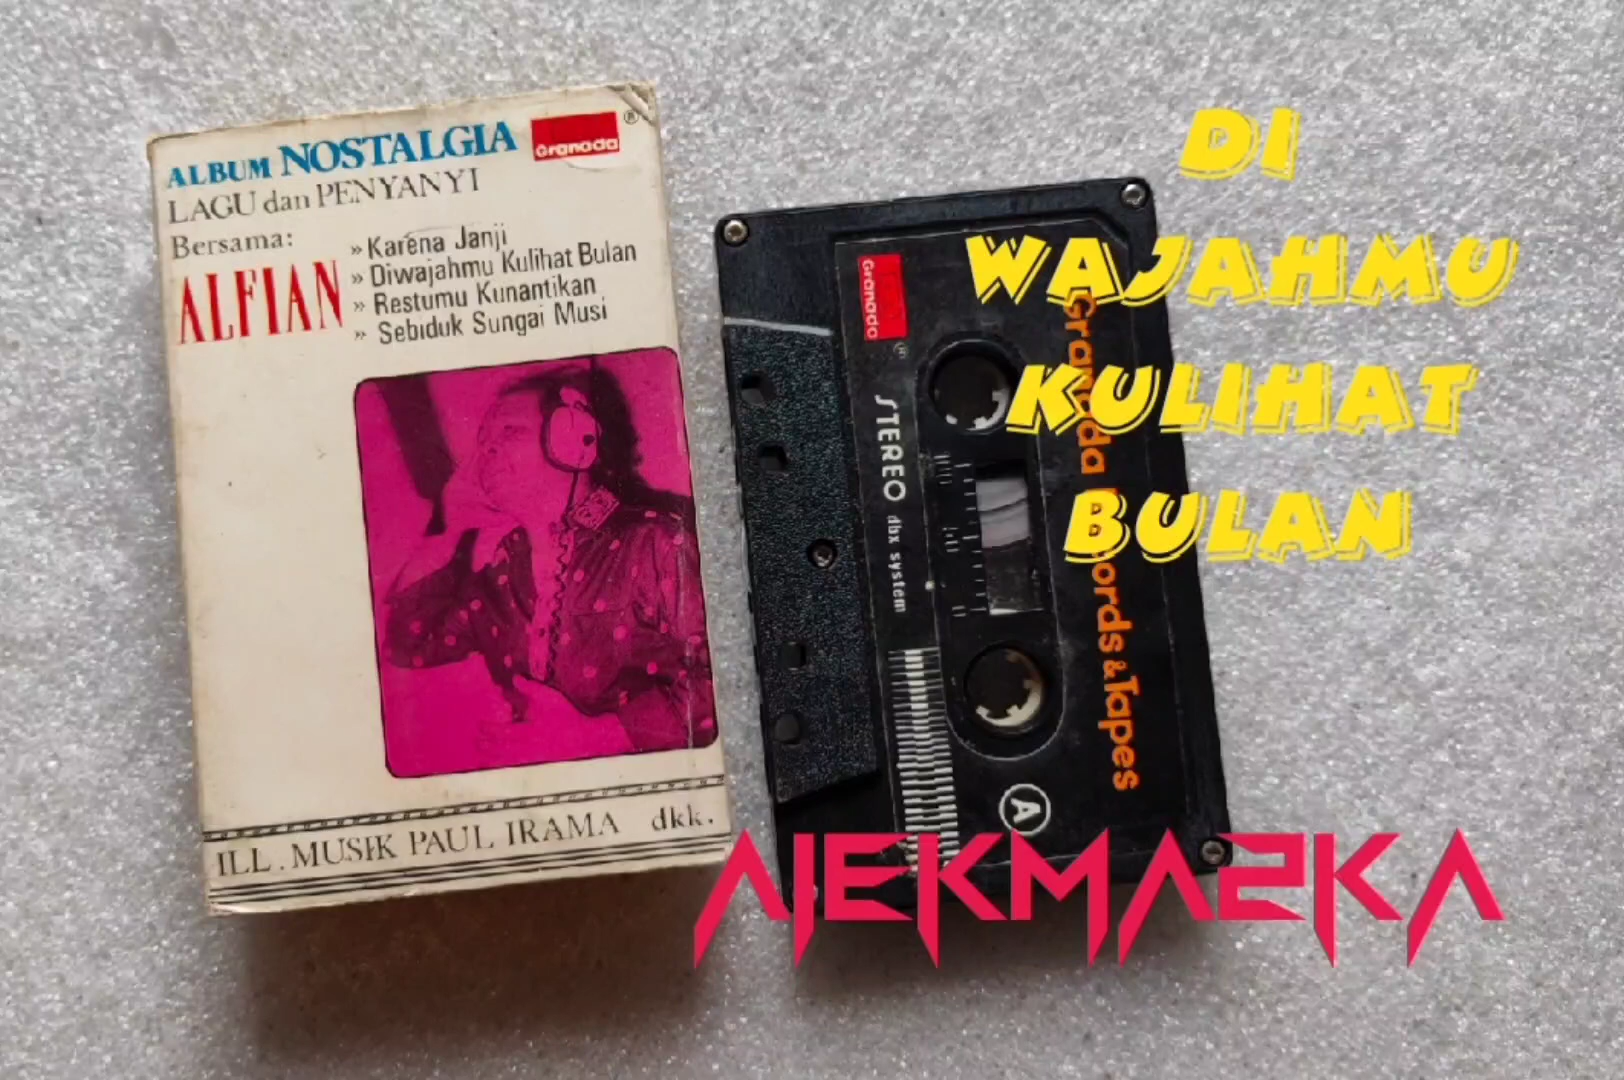 ALBUM NOSTALGIA
Granada ®
LAGU dan PENYANYI
Bersama:
ALFIAN
» Karena Janji
» Diwajahmu Kulihat Bulan
» Restumu Kunantikan
» Sebiduk Sungai Musi
ILL. MUSIK PAUL IRAMA dkk.
Granada ®
STEREO dbx system
Granada Records & Tapes
A
DI
WAJAHMU
KULIHAT
BULAN